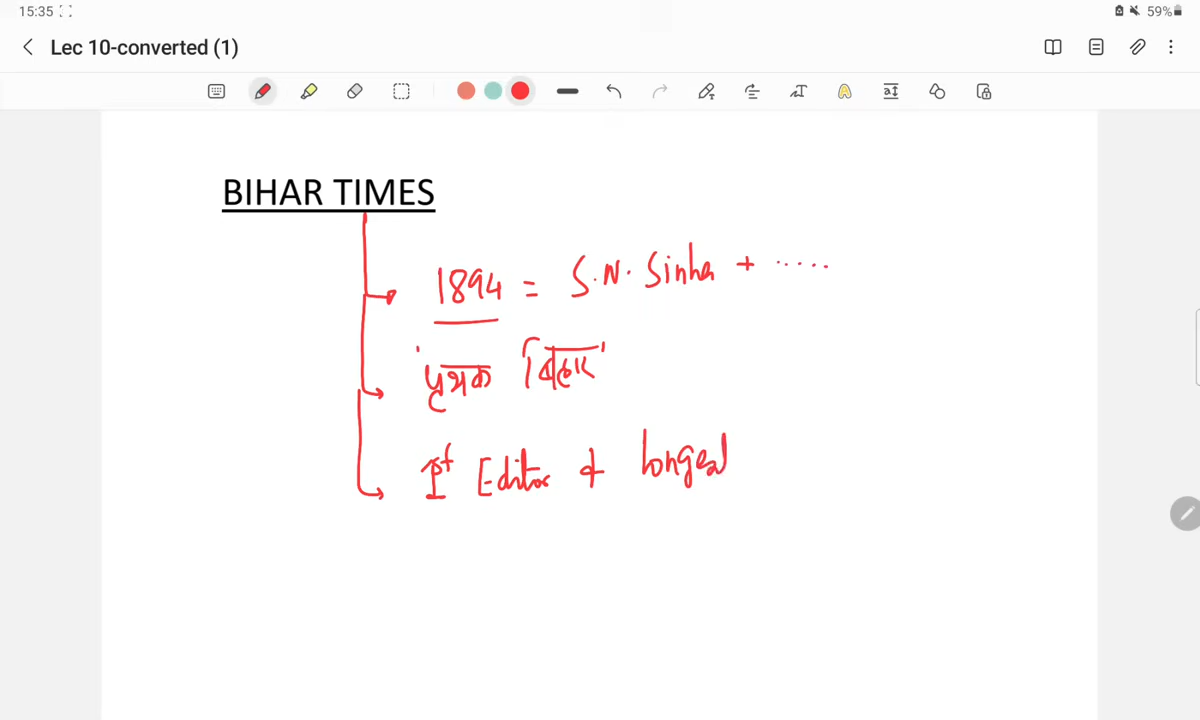 15:35
59%
Lec 10-converted (1)
BIHAR TIMES
1894 = S.N. Sinha + .....
'पृथक बिहार'
1st Editor & longest